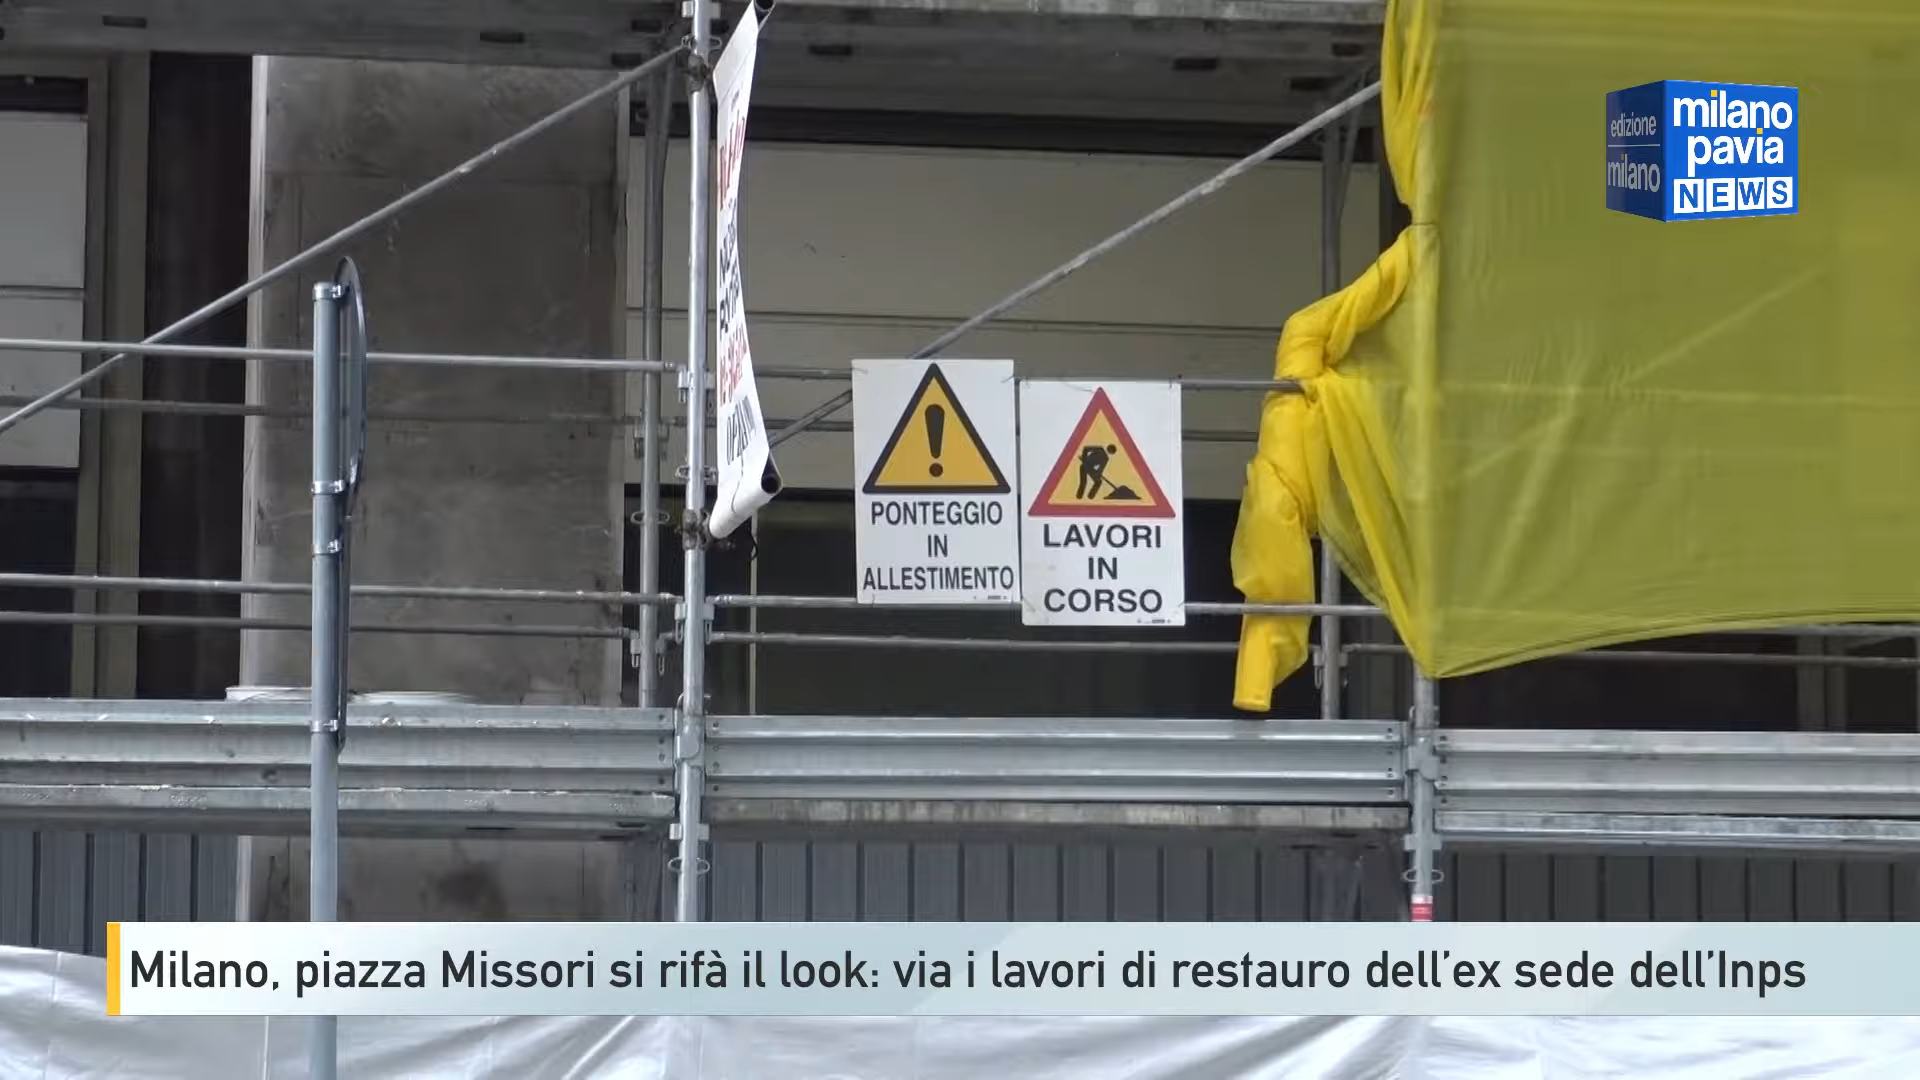 edizione
milano
milano
pavia
NEWS
PONTEGGIO
IN
ALLESTIMENTO
LAVORI
IN
CORSO
Milano, piazza Missori si rifà il look: via i lavori di restauro dell'ex sede dell'Inps